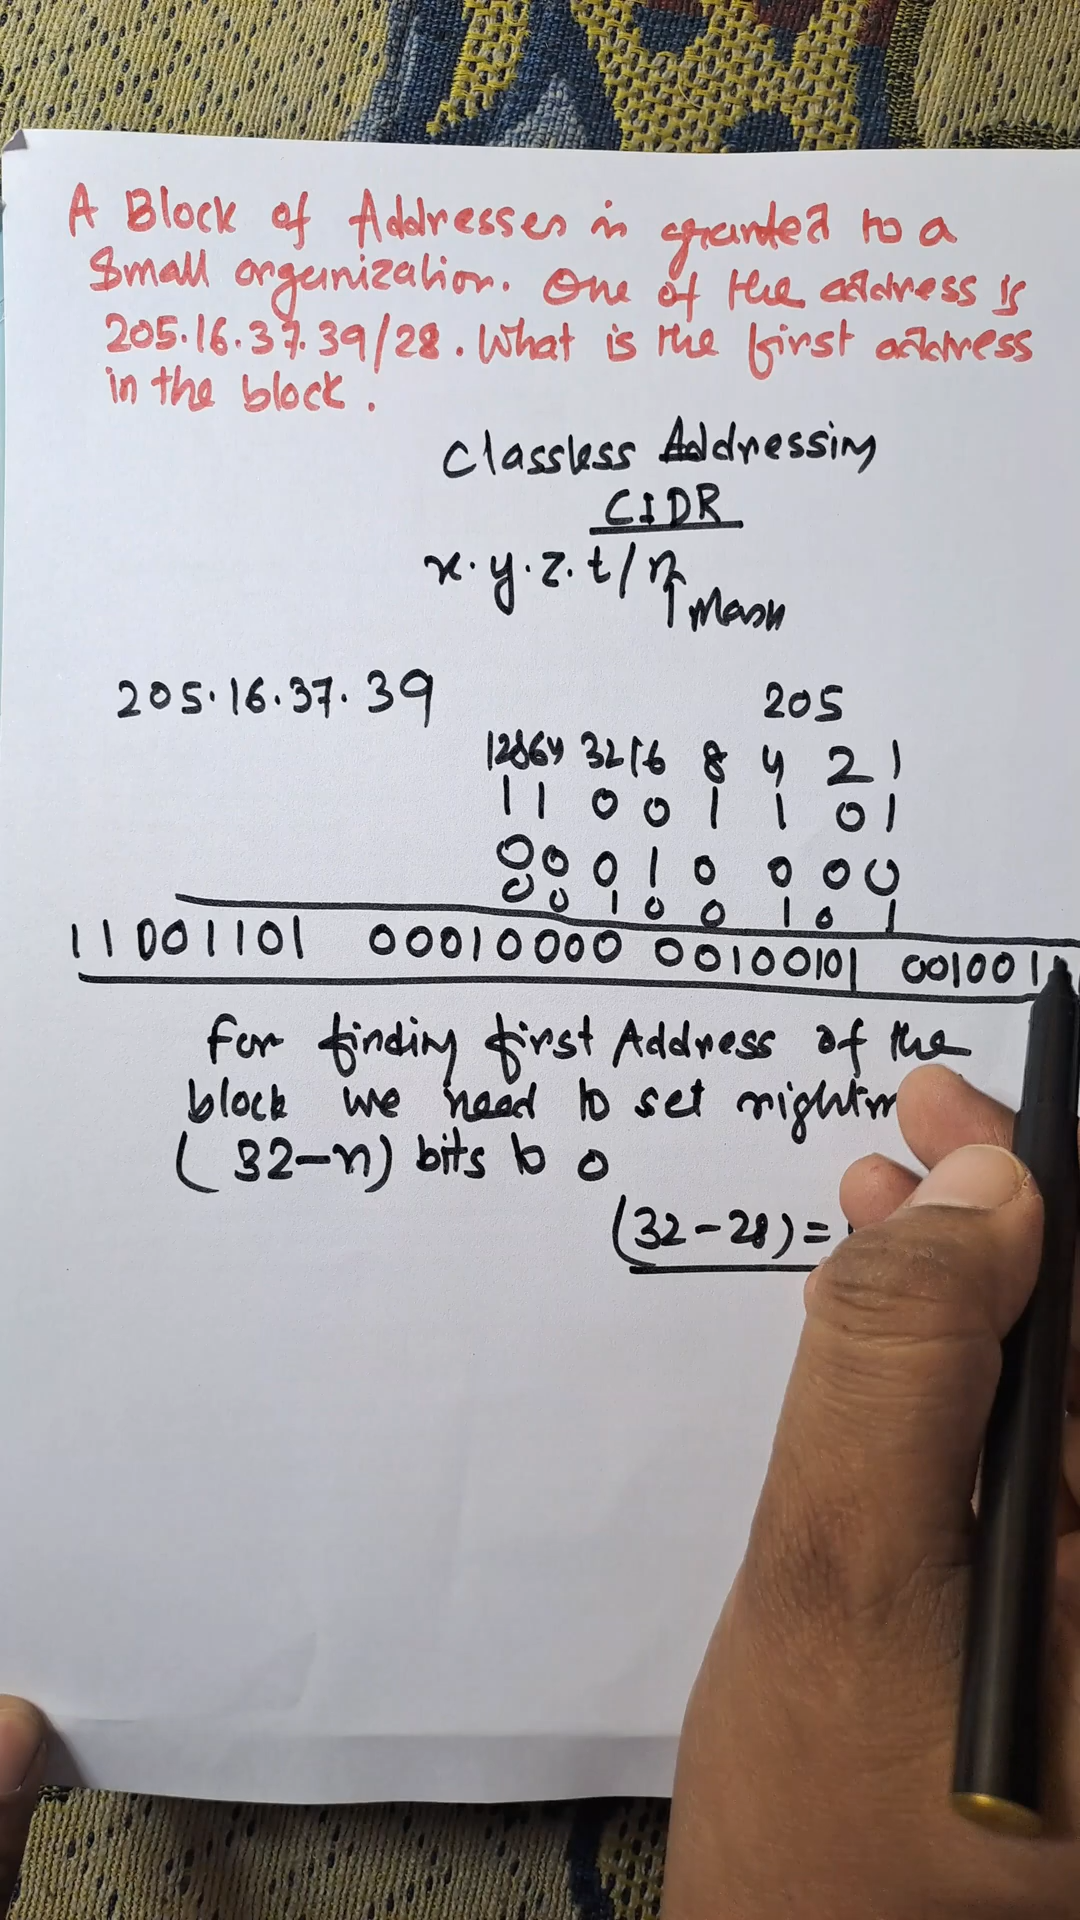 A Block of Addresses is granted to a
Small organization. One of the address is
205.16.37.39/28. What is the first address
in the block.
Classless Addressing
CIDR
x.y.z.t/n
Mask
205.16.37.39
205
128 64 32 16 8 4 2 1
1 1 0 0 1 1 0 1
0 0 0 1 0 0 0 0
0 0 1 0 0 1 0 1
11001101 00010000 00100101 001001
For finding first Address of the
block we need to set
(32-n) bits to 0
(32-28)=